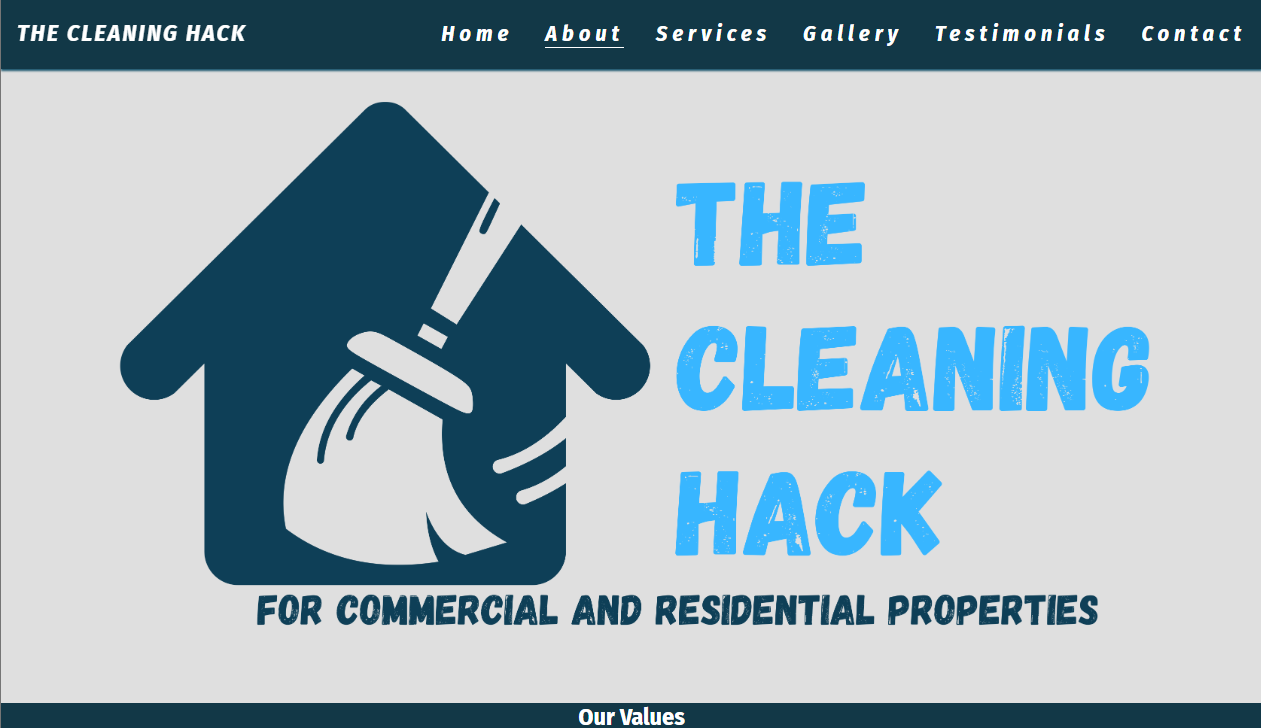 THE CLEANING HACK
Home About Services Gallery Testimonials Contact
THE
CLEANING
HACK
FOR COMMERCIAL AND RESIDENTIAL PROPERTIES
Our Values